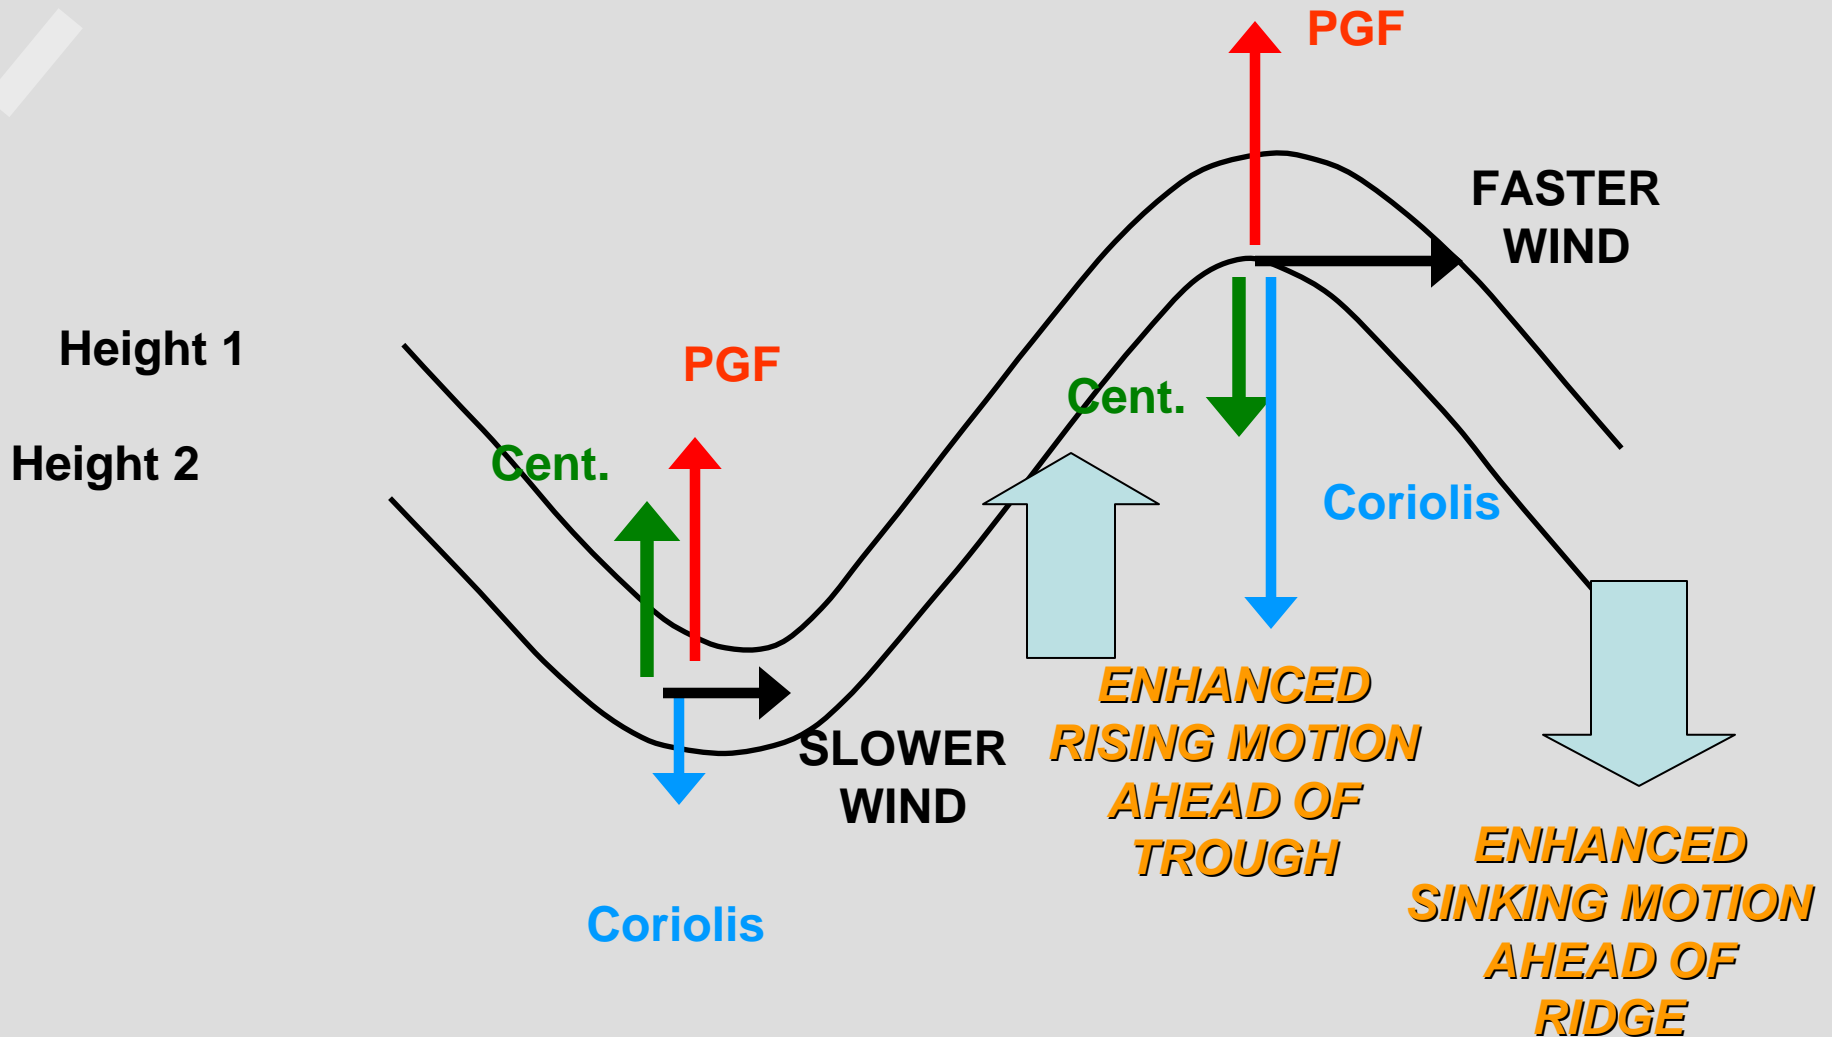 PGF
FASTER
WIND
Height 1
PGF
Cent.
Height 2
Cent.
Coriolis
SLOWER
WIND
ENHANCED
RISING MOTION
AHEAD OF
TROUGH
Coriolis
ENHANCED
SINKING MOTION
AHEAD OF
RIDGE